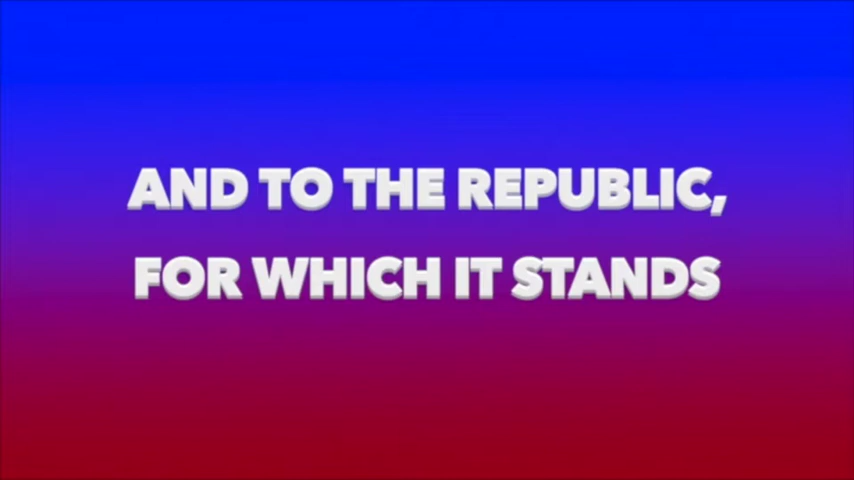 AND TO THE REPUBLIC,
FOR WHICH IT STANDS